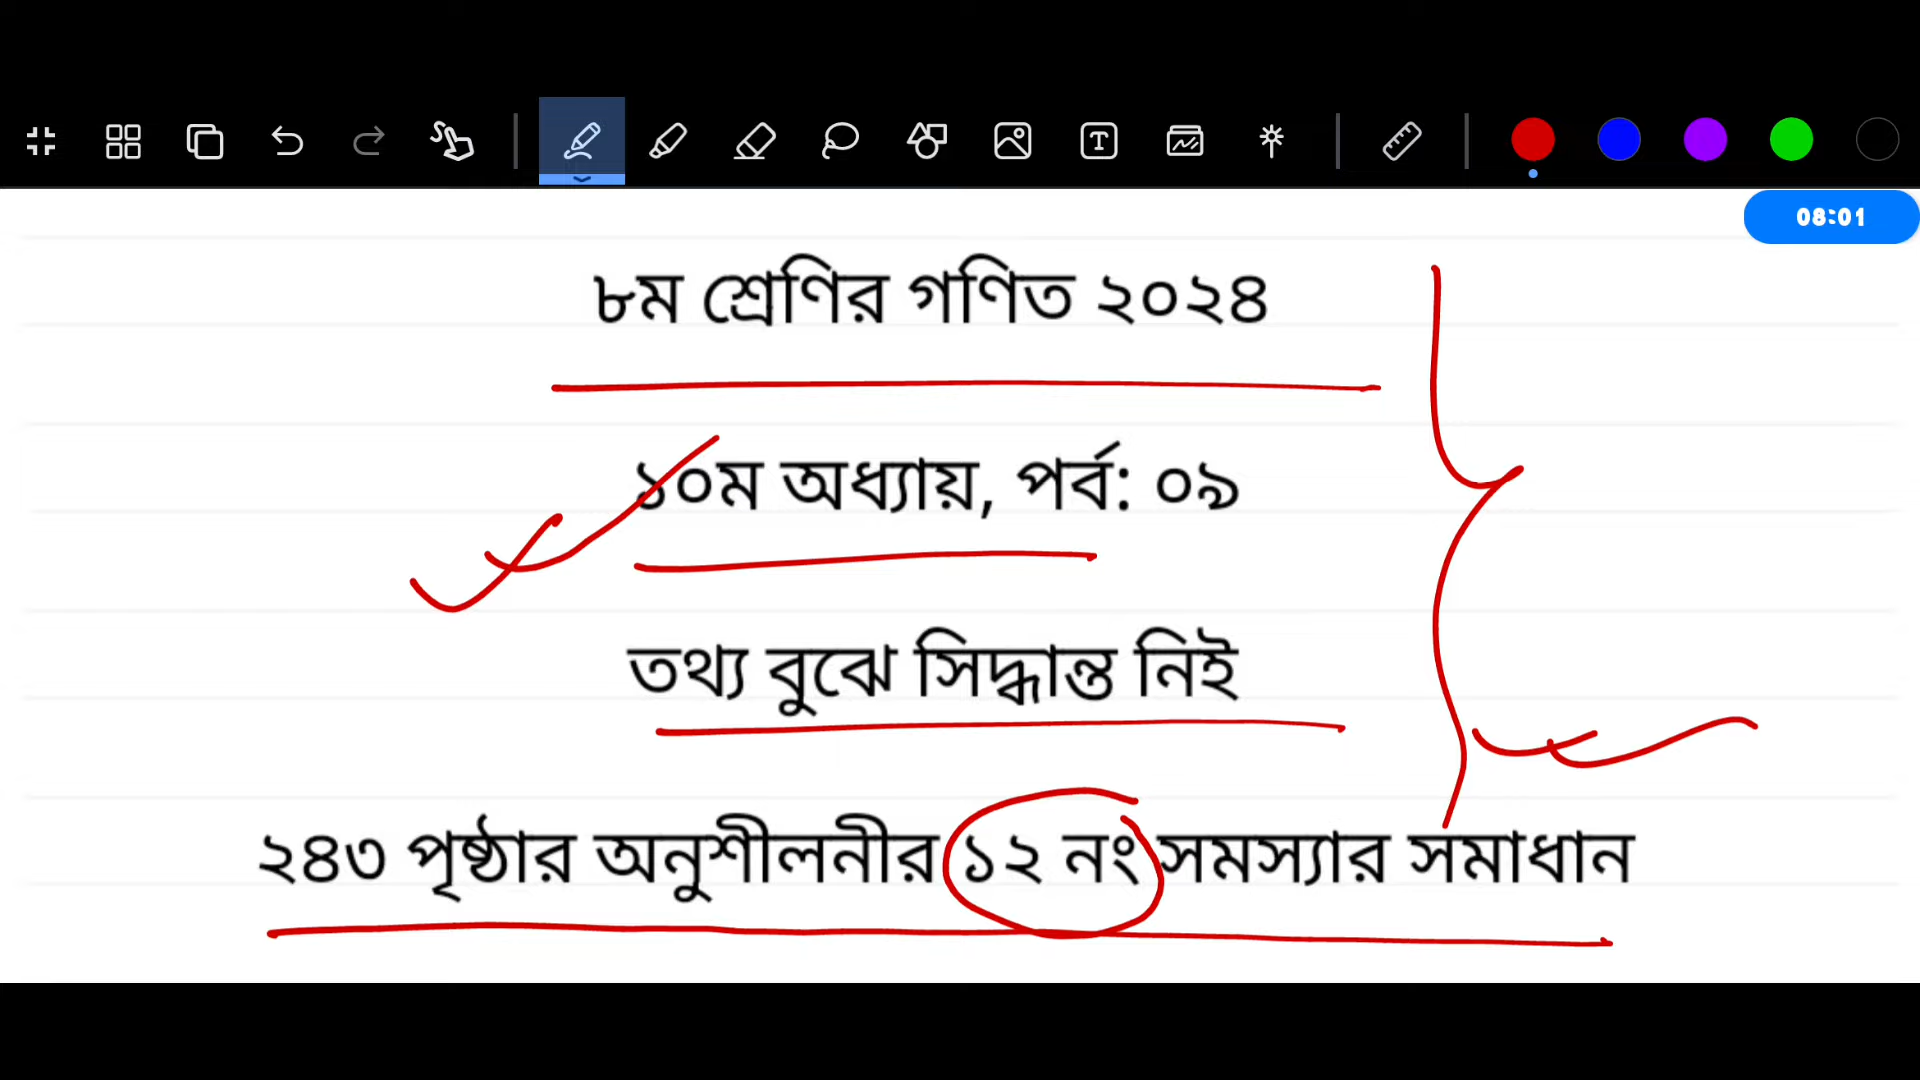 08:01
৮ম শ্রেণির গণিত ২০২৪
১০ম অধ্যায়, পর্ব: ০৯
তথ্য বুঝে সিদ্ধান্ত নিই
২৪৩ পৃষ্ঠার অনুশীলনীর ১২ নং সমস্যার সমাধান